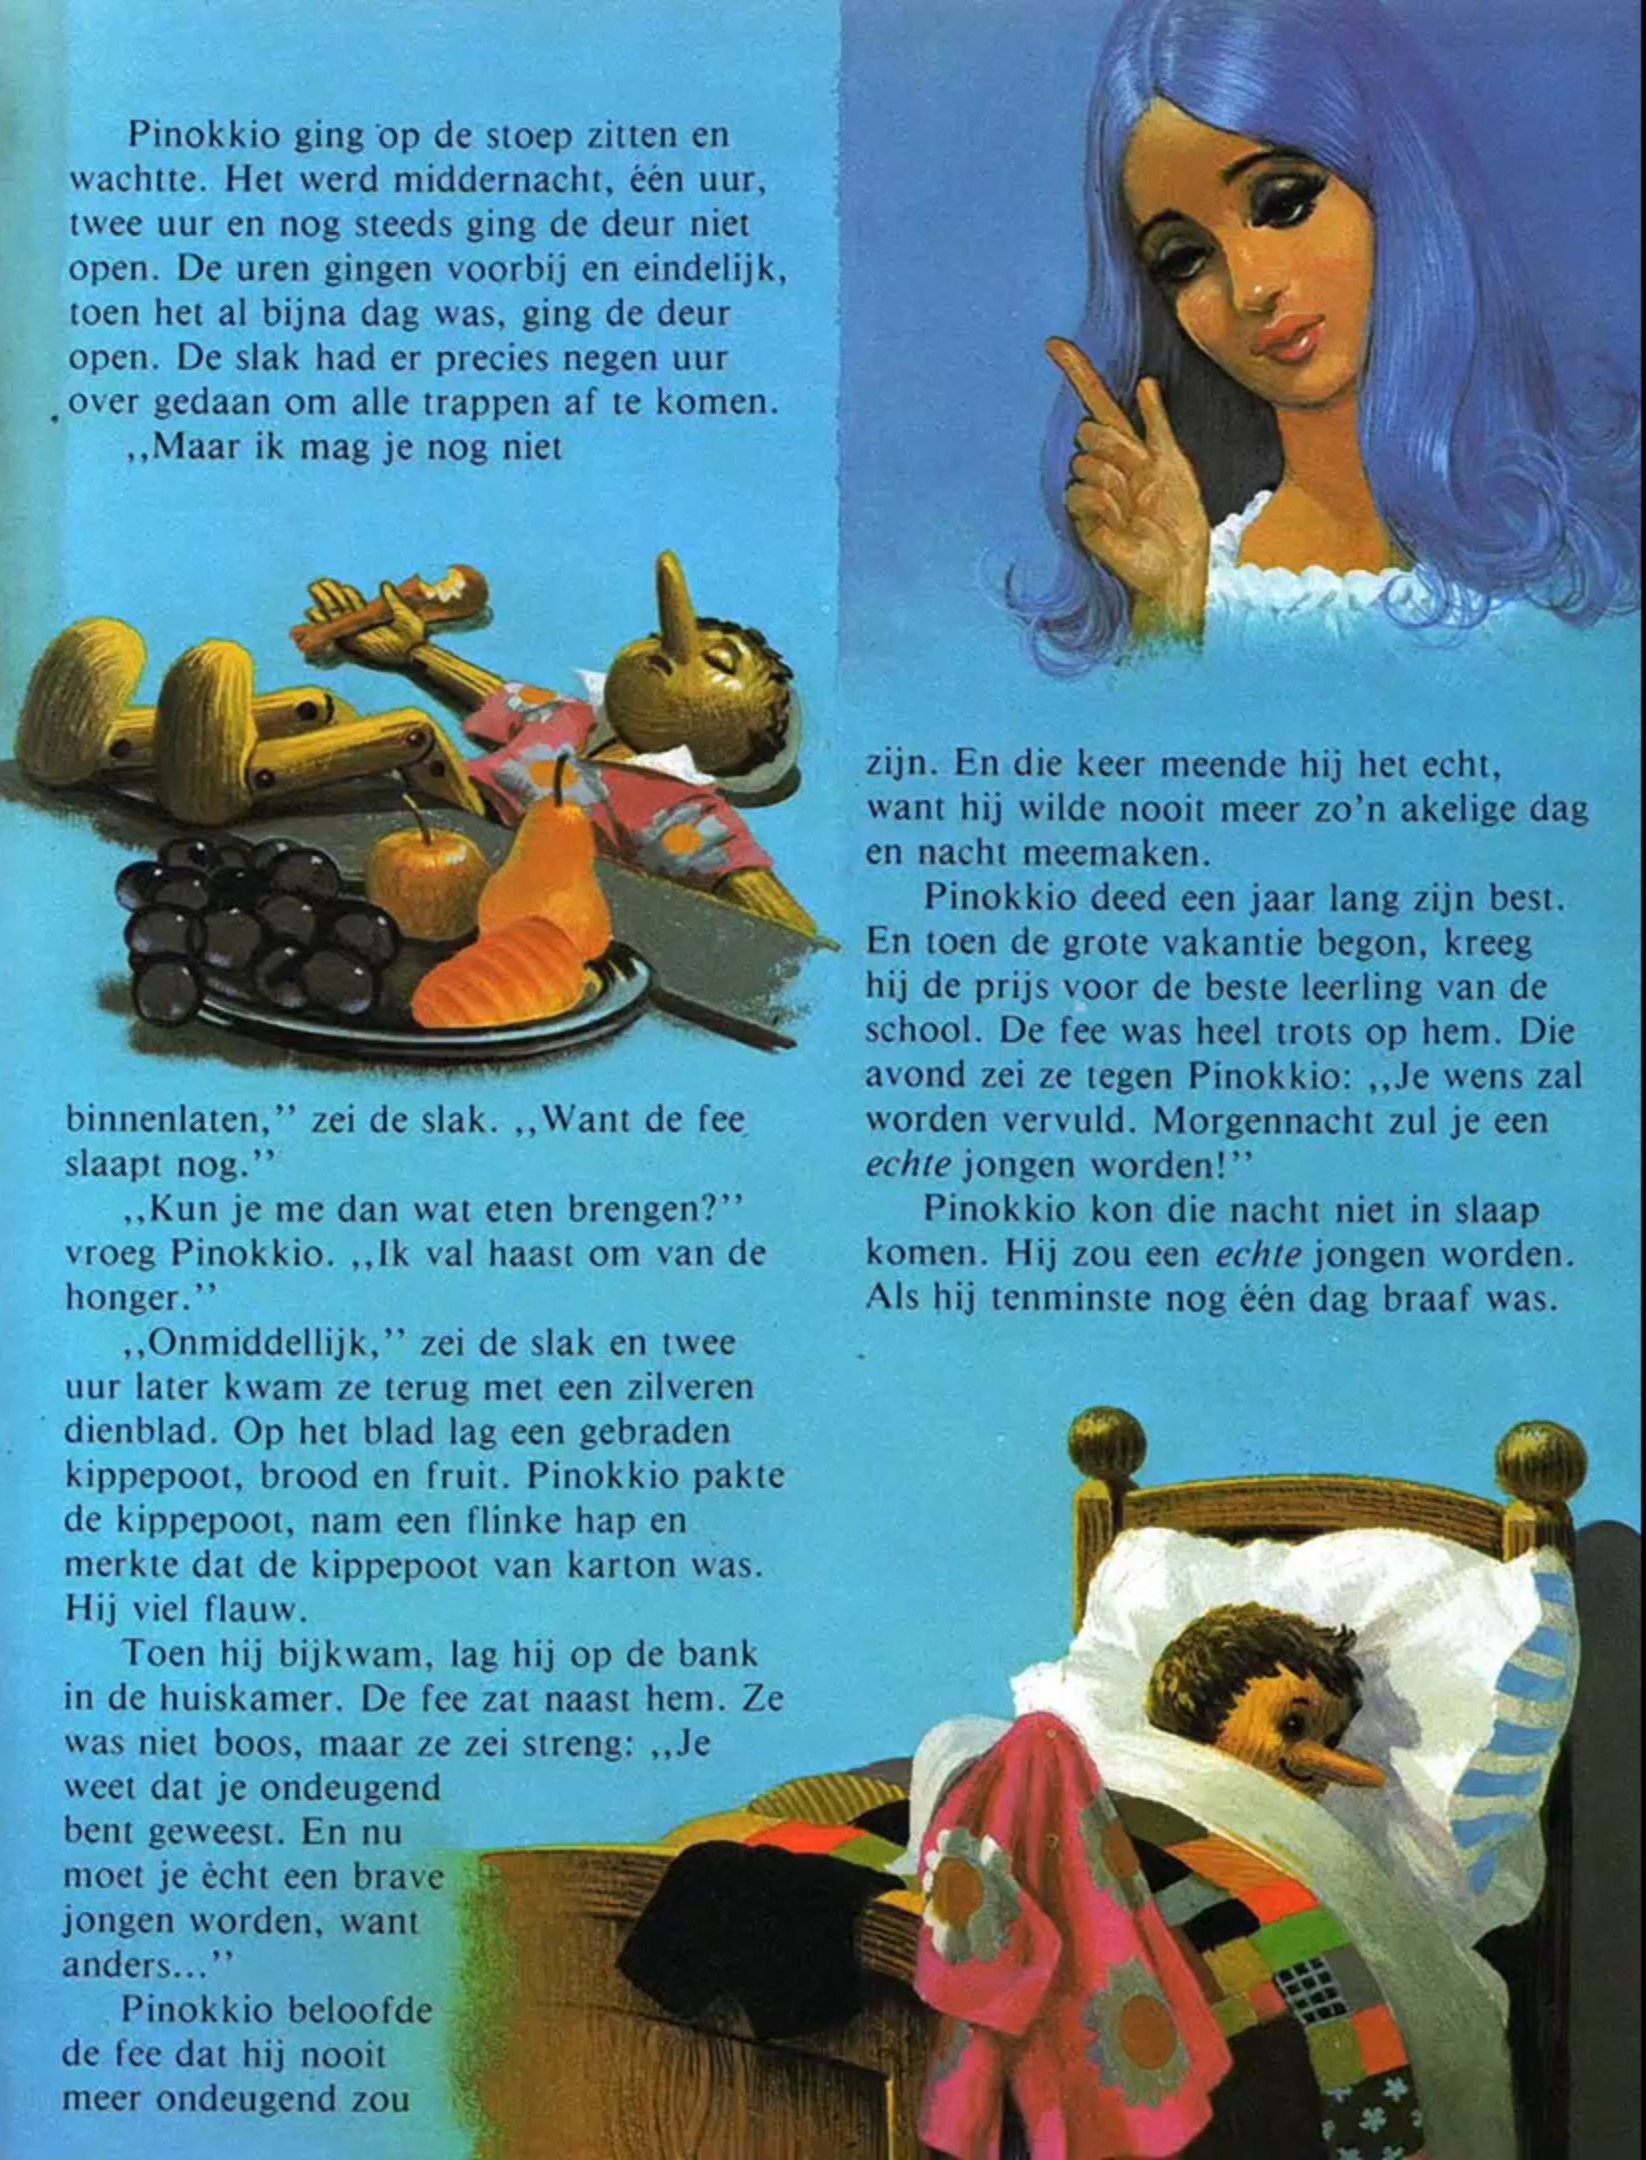 Pinokkio ging op de stoep zitten en
wachtte. Het werd middernacht, één uur,
twee uur en nog steeds ging de deur niet
open. De uren gingen voorbij en eindelijk,
toen het al bijna dag was, ging de deur
open. De slak had er precies negen uur
over gedaan om alle trappen af te komen.
,,Maar ik mag je nog niet
binnenlaten,’’ zei de slak. ,,Want de fee
slaapt nog.’’
,,Kun je me dan wat eten brengen?’’
vroeg Pinokkio. ,,Ik val haast om van de
honger.’’
,,Onmiddellijk,’’ zei de slak en twee
uur later kwam ze terug met een zilveren
dienblad. Op het blad lag een gebraden
kippepoot, brood en fruit. Pinokkio pakte
de kippepoot, nam een flinke hap en
merkte dat de kippepoot van karton was.
Hij viel flauw.
Toen hij bijkwam, lag hij op de bank
in de huiskamer. De fee zat naast hem. Ze
was niet boos, maar ze zei streng: ,,Je
weet dat je ondeugend
bent geweest. En nu
moet je ècht een brave
jongen worden, want
anders...’’
Pinokkio beloofde
de fee dat hij nooit
meer ondeugend zou
zijn. En die keer meende hij het echt,
want hij wilde nooit meer zo’n akelige dag
en nacht meemaken.
Pinokkio deed een jaar lang zijn best.
En toen de grote vakantie begon, kreeg
hij de prijs voor de beste leerling van de
school. De fee was heel trots op hem. Die
avond zei ze tegen Pinokkio: ,,Je wens zal
worden vervuld. Morgennacht zul je een
echte jongen worden!’’
Pinokkio kon die nacht niet in slaap
komen. Hij zou een echte jongen worden.
Als hij tenminste nog één dag braaf was.